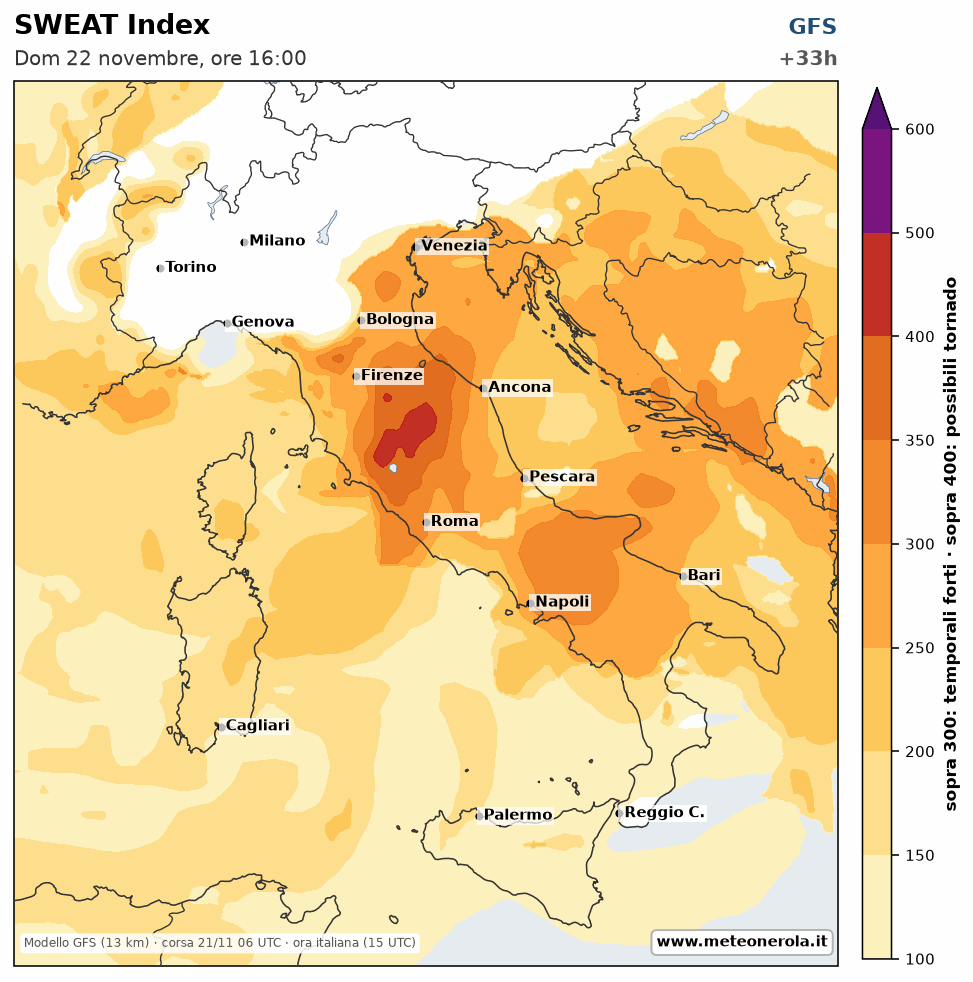 SWEAT Index
GFS
Dom 22 novembre, ore 16:00
+33h
600
500
400
350
300
250
200
150
100
sopra 300: temporali forti · sopra 400: possibili tornado
Venezia
Milano
Torino
Genova
Bologna
Firenze
Ancona
Pescara
Roma
Bari
Napoli
Cagliari
Palermo
Reggio C.
Modello GFS (13 km) · corsa 21/11 06 UTC · ora italiana (15 UTC)
www.meteonerola.it